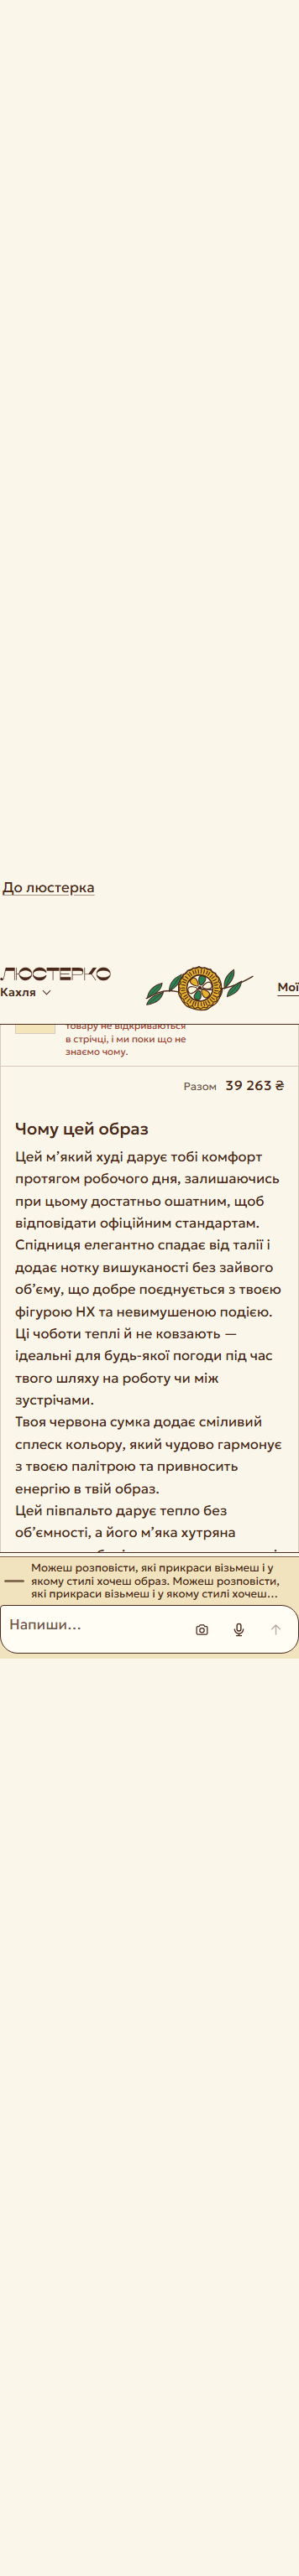 До люстерка
ЛЮСТЕРКО
Кахля
Мої
товару не відкриваються
в стрічці, і ми поки що не
знаємо чому.
Разом 39 263 ₴
Чому цей образ
Цей м’який худі дарує тобі комфорт
протягом робочого дня, залишаючись
при цьому достатньо ошатним, щоб
відповідати офіційним стандартам.
Спідниця елегантно спадає від талії і
додає нотку вишуканості без зайвого
об’єму, що добре поєднується з твоєю
фігурою HX та невимушеною подією.
Ці чоботи теплі й не ковзають —
ідеальні для будь-якої погоди під час
твого шляху на роботу чи між
зустрічами.
Твоя червона сумка додає сміливий
сплеск кольору, який чудово гармонує
з твоєю палітрою та привносить
енергію в твій образ.
Цей півпальто дарує тепло без
об’ємності, а його м’яка хутряна
Можеш розповісти, які прикраси візьмеш і у
якому стилі хочеш образ. Можеш розповісти,
які прикраси візьмеш і у якому стилі хочеш...
Напиши...